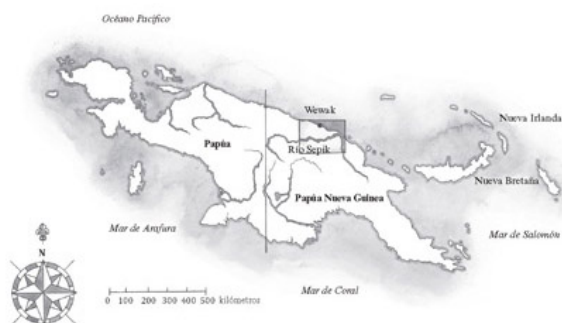 Océano Pacífico
Wewak
Nueva Irlanda
Papúa
Río Sepik
Nueva Bretaña
Papúa Nueva Guinea
Mar de Arafura
Mar de Salomón
N
0 100 200 300 400 500 kilómetros
Mar de Coral